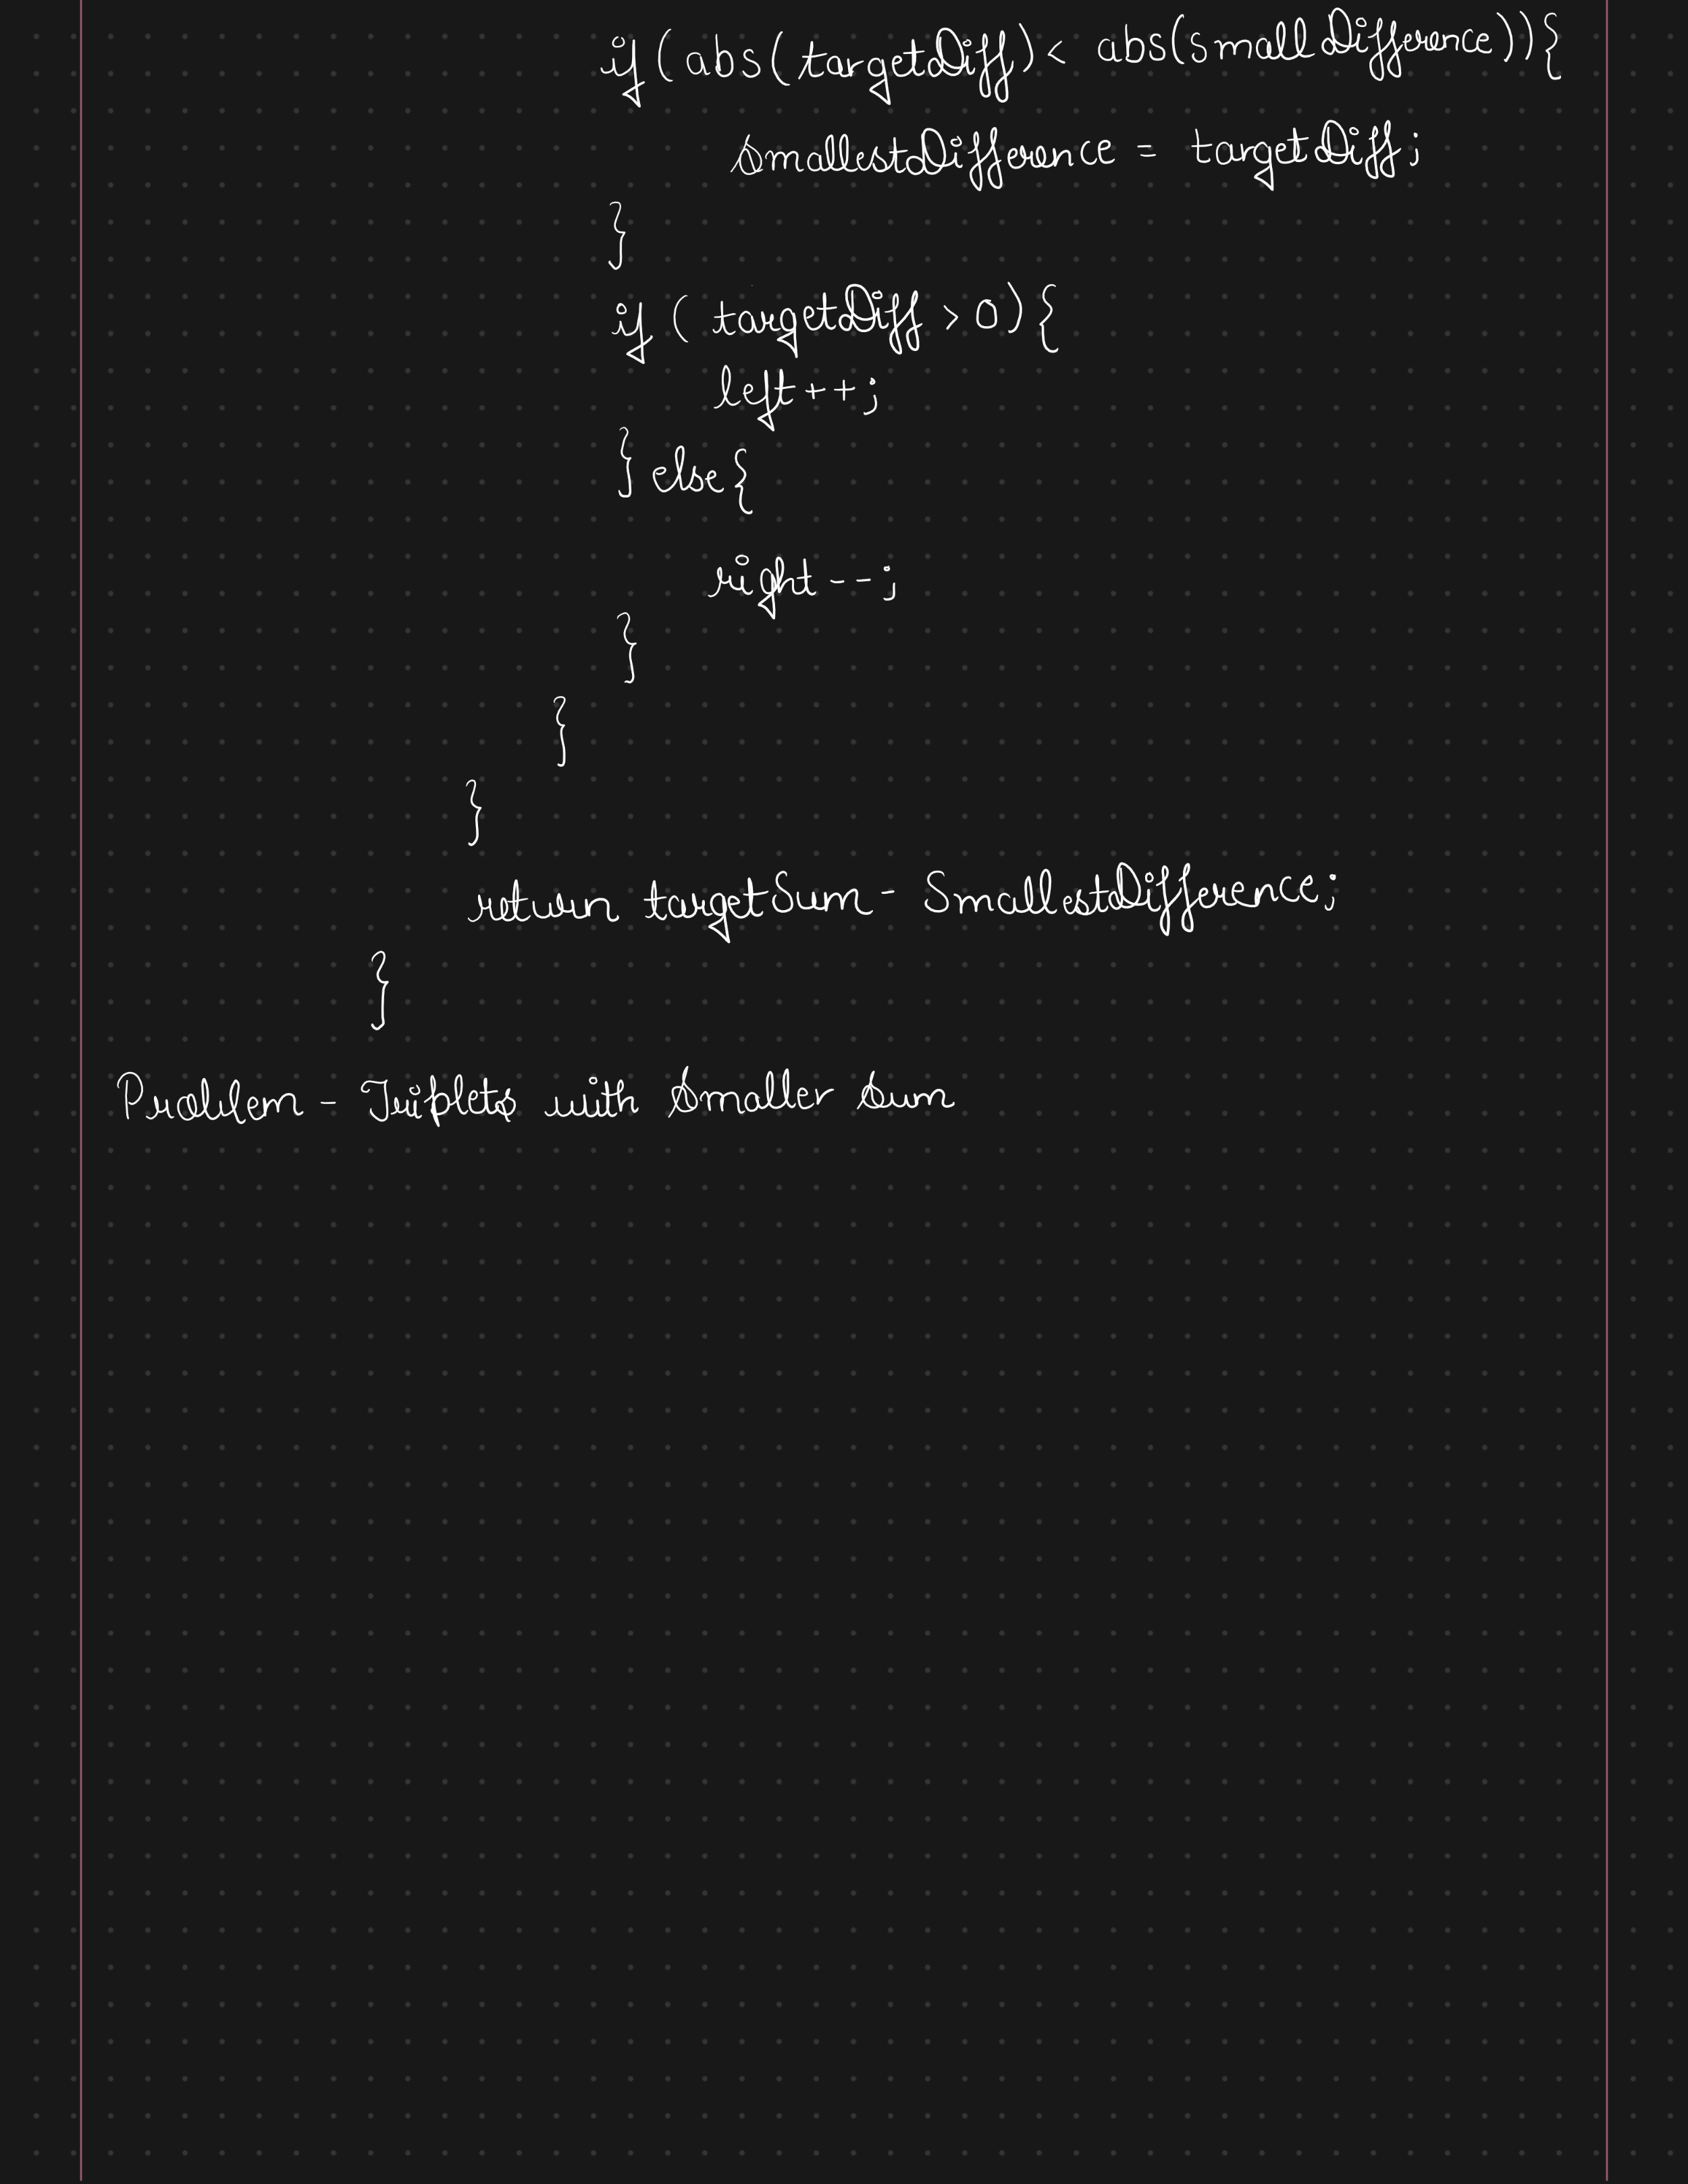 if (abs(targetDiff) < abs(smallDifference)){
smallestDifference = targetDiff;
}
if ( targetDiff > 0) {
left++;
} else {
right--;
}
}
}
return targetSum - SmallestDifference;
}
Problem - Triplets with Smaller Sum